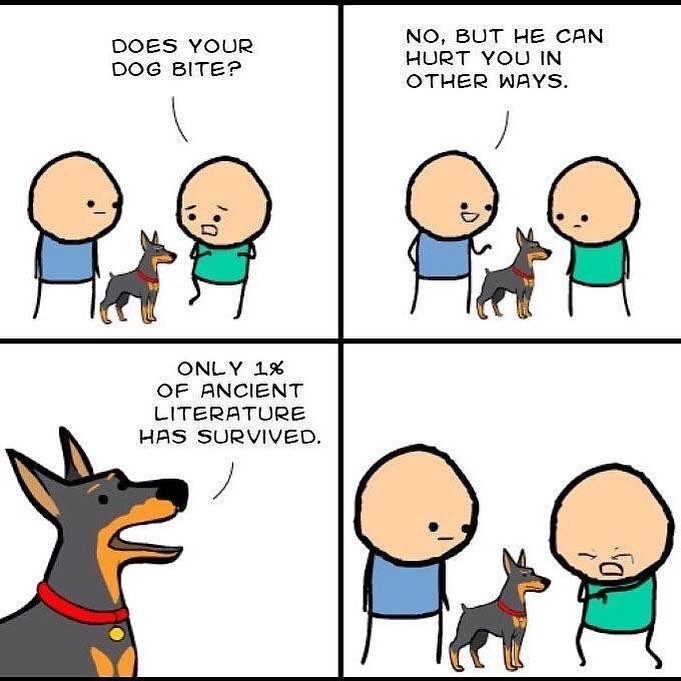 DOES YOUR
DOG BITE?
NO, BUT HE CAN
HURT YOU IN
OTHER WAYS.
ONLY 1%
OF ANCIENT
LITERATURE
HAS SURVIVED.